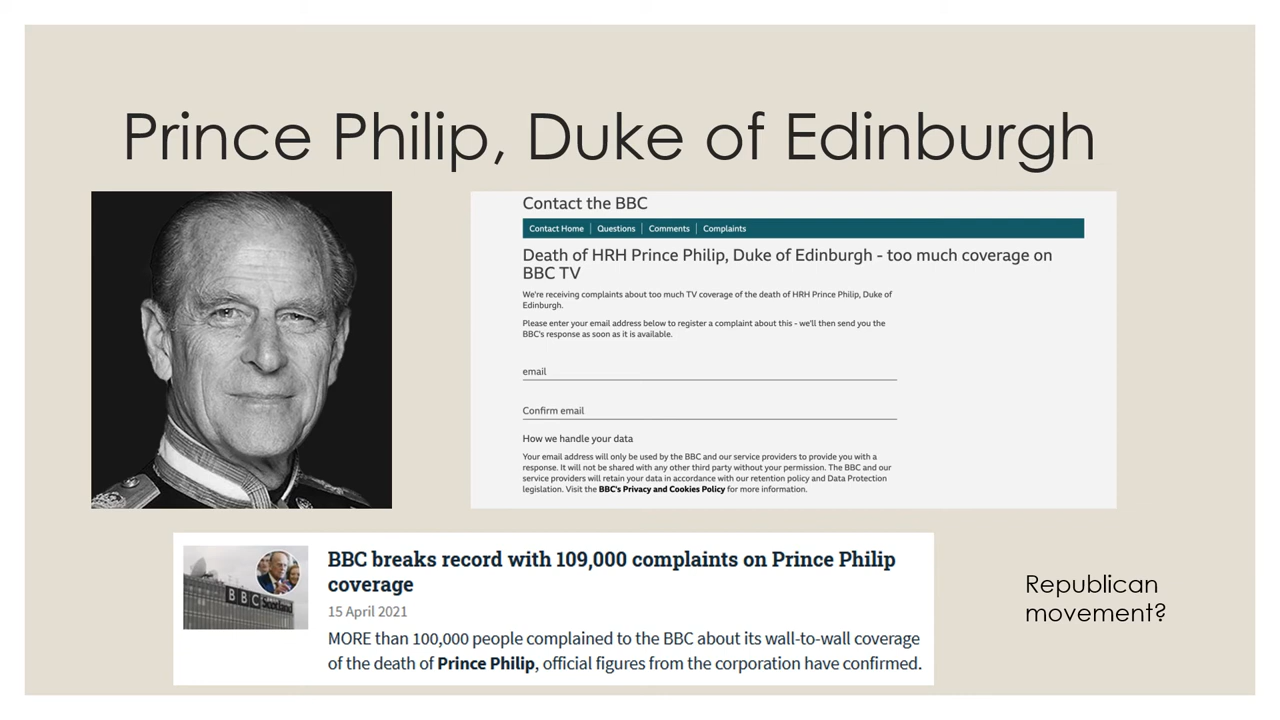 Prince Philip, Duke of Edinburgh
Contact the BBC
Contact Home | Questions | Comments | Complaints
Death of HRH Prince Philip, Duke of Edinburgh - too much coverage on
BBC TV
We're receiving complaints about too much TV coverage of the death of HRH Prince Philip, Duke of
Edinburgh.
Please enter your email address below to register a complaint about this - we'll then send you the
BBC's response as soon as it is available.
email
Confirm email
How we handle your data
Your email address will only be used by the BBC and our service providers to provide you with a
response. It will not be shared with any other third party without your permission. The BBC and our
service providers will retain your data in accordance with our retention policy and Data Protection
legislation. Visit the BBC's Privacy and Cookies Policy for more information.
BBC Scotland
BBC breaks record with 109,000 complaints on Prince Philip
coverage
15 April 2021
MORE than 100,000 people complained to the BBC about its wall-to-wall coverage
of the death of Prince Philip, official figures from the corporation have confirmed.
Republican
movement?